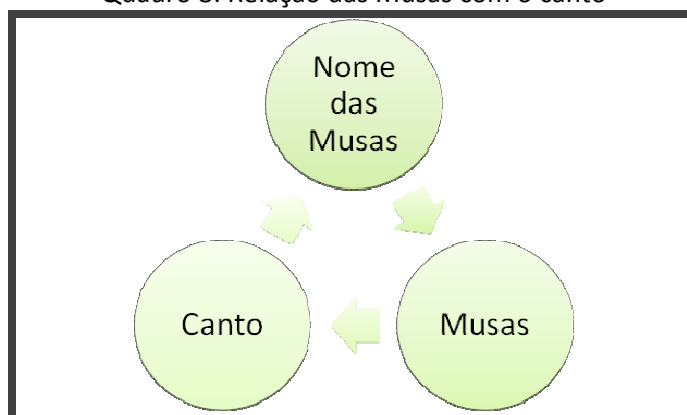 Quadro 3: Relação das Musas com o canto
Nome
das
Musas
Canto
Musas